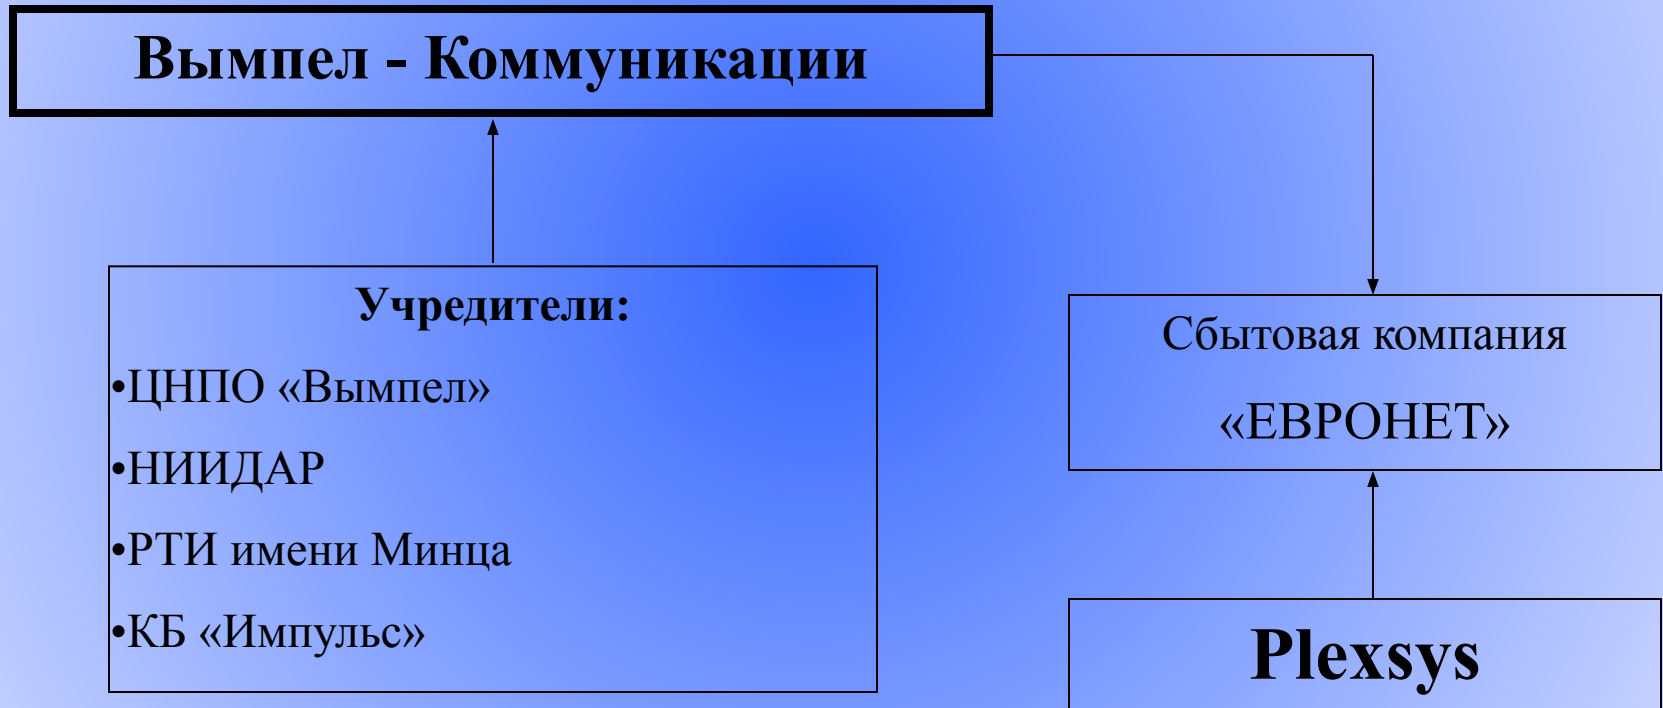 Вымпел - Коммуникации
Учредители:
•ЦНПО «Вымпел»
•НИИДАР
•РТИ имени Минца
•КБ «Импульс»
Сбытовая компания
«ЕВРОНЕТ»
Plexsys